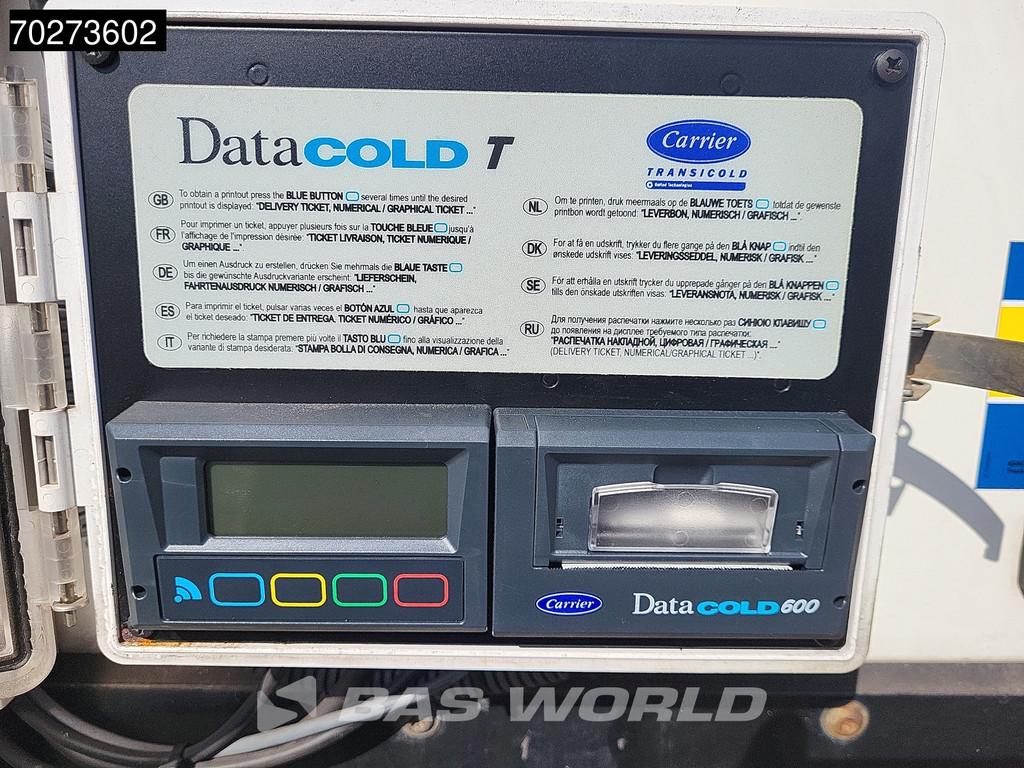 70273602
DataCOLD T
Carrier
TRANSICOLD
United Technologies
GB To obtain a printout press the BLUE BUTTON several times until the desired
printout is displayed: "DELIVERY TICKET, NUMERICAL / GRAPHICAL TICKET ..."
FR Pour imprimer un ticket, appuyer plusieurs fois sur la TOUCHE BLEUE jusqu'à
l'affichage de l'impression désirée: "TICKET LIVRAISON, TICKET NUMERIQUE /
GRAPHIQUE ..."
DE Um einen Ausdruck zu erstellen, drücken Sie mehrmals die BLAUE TASTE
bis die gewünschte Ausdruckvariante erscheint: "LIEFERSCHEIN,
FAHRTENAUSDRUCK NUMERISCH / GRAFISCH ..."
ES Para imprimir el ticket, pulsar varias veces el BOTÓN AZUL hasta que aparezca
el ticket deseado: "TICKET DE ENTREGA. TICKET NUMÉRICO / GRÁFICO ..."
IT Per richiedere la stampa premere più volte il TASTO BLU fino alla visualizzazione della
variante di stampa desiderata: "STAMPA BOLLA DI CONSEGNA, NUMERICA / GRAFICA ..."
NL Om te printen, druk meermaals op de BLAUWE TOETS totdat de gewenste
printbon wordt getoond: "LEVERBON, NUMERISCH / GRAFISCH ..."
DK For at få en udskrift, trykker du flere gange på den BLÅ KNAP indtil den
ønskede udskrift vises: "LEVERINGSSEDDEL, NUMERISK / GRAFISK ..."
SE För att erhålla en utskrift trycker du upprepade gånger på den BLÅ KNAPPEN
tills den önskade utskriften visas: "LEVERANSNOTA, NUMERISK / GRAFISK ..."
RU Для получения распечатки нажмите несколько раз СИНЮЮ КЛАВИШУ
до появления на дисплее требуемого типа распечатки:
"РАСПЕЧАТКА НАКЛАДНОЙ, ЦИФРОВАЯ / ГРАФИЧЕСКАЯ ..."
(DELIVERY TICKET, NUMERICAL/GRAPHICAL TICKET ...)".
Carrier
DataCOLD 600
BAS WORLD